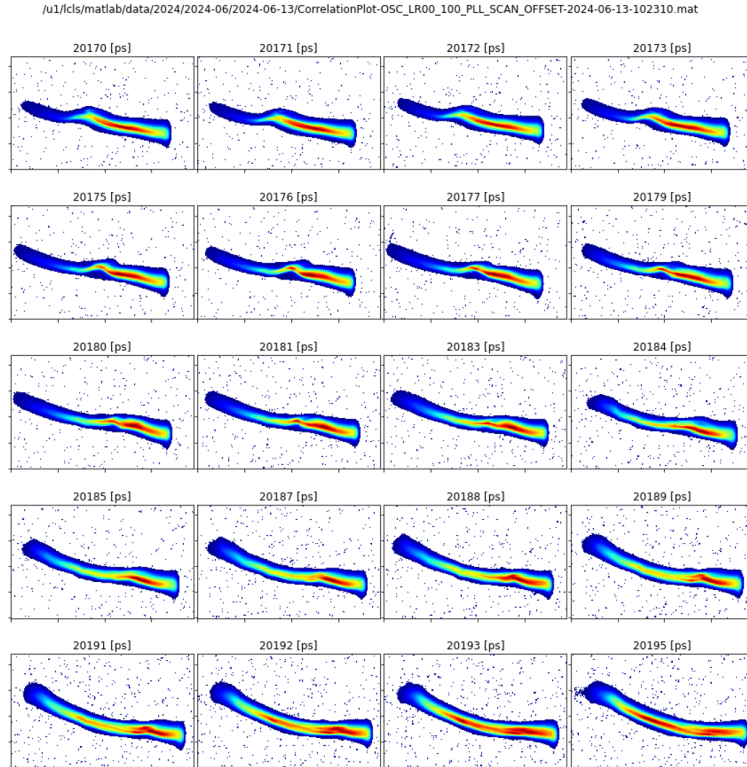 /u1/lcls/matlab/data/2024/2024-06/2024-06-13/CorrelationPlot-OSC_LR00_100_PLL_SCAN_OFFSET-2024-06-13-102310.mat
20170 [ps] 20171 [ps] 20172 [ps] 20173 [ps]
20175 [ps] 20176 [ps] 20177 [ps] 20179 [ps]
20180 [ps] 20181 [ps] 20183 [ps] 20184 [ps]
20185 [ps] 20187 [ps] 20188 [ps] 20189 [ps]
20191 [ps] 20192 [ps] 20193 [ps] 20195 [ps]